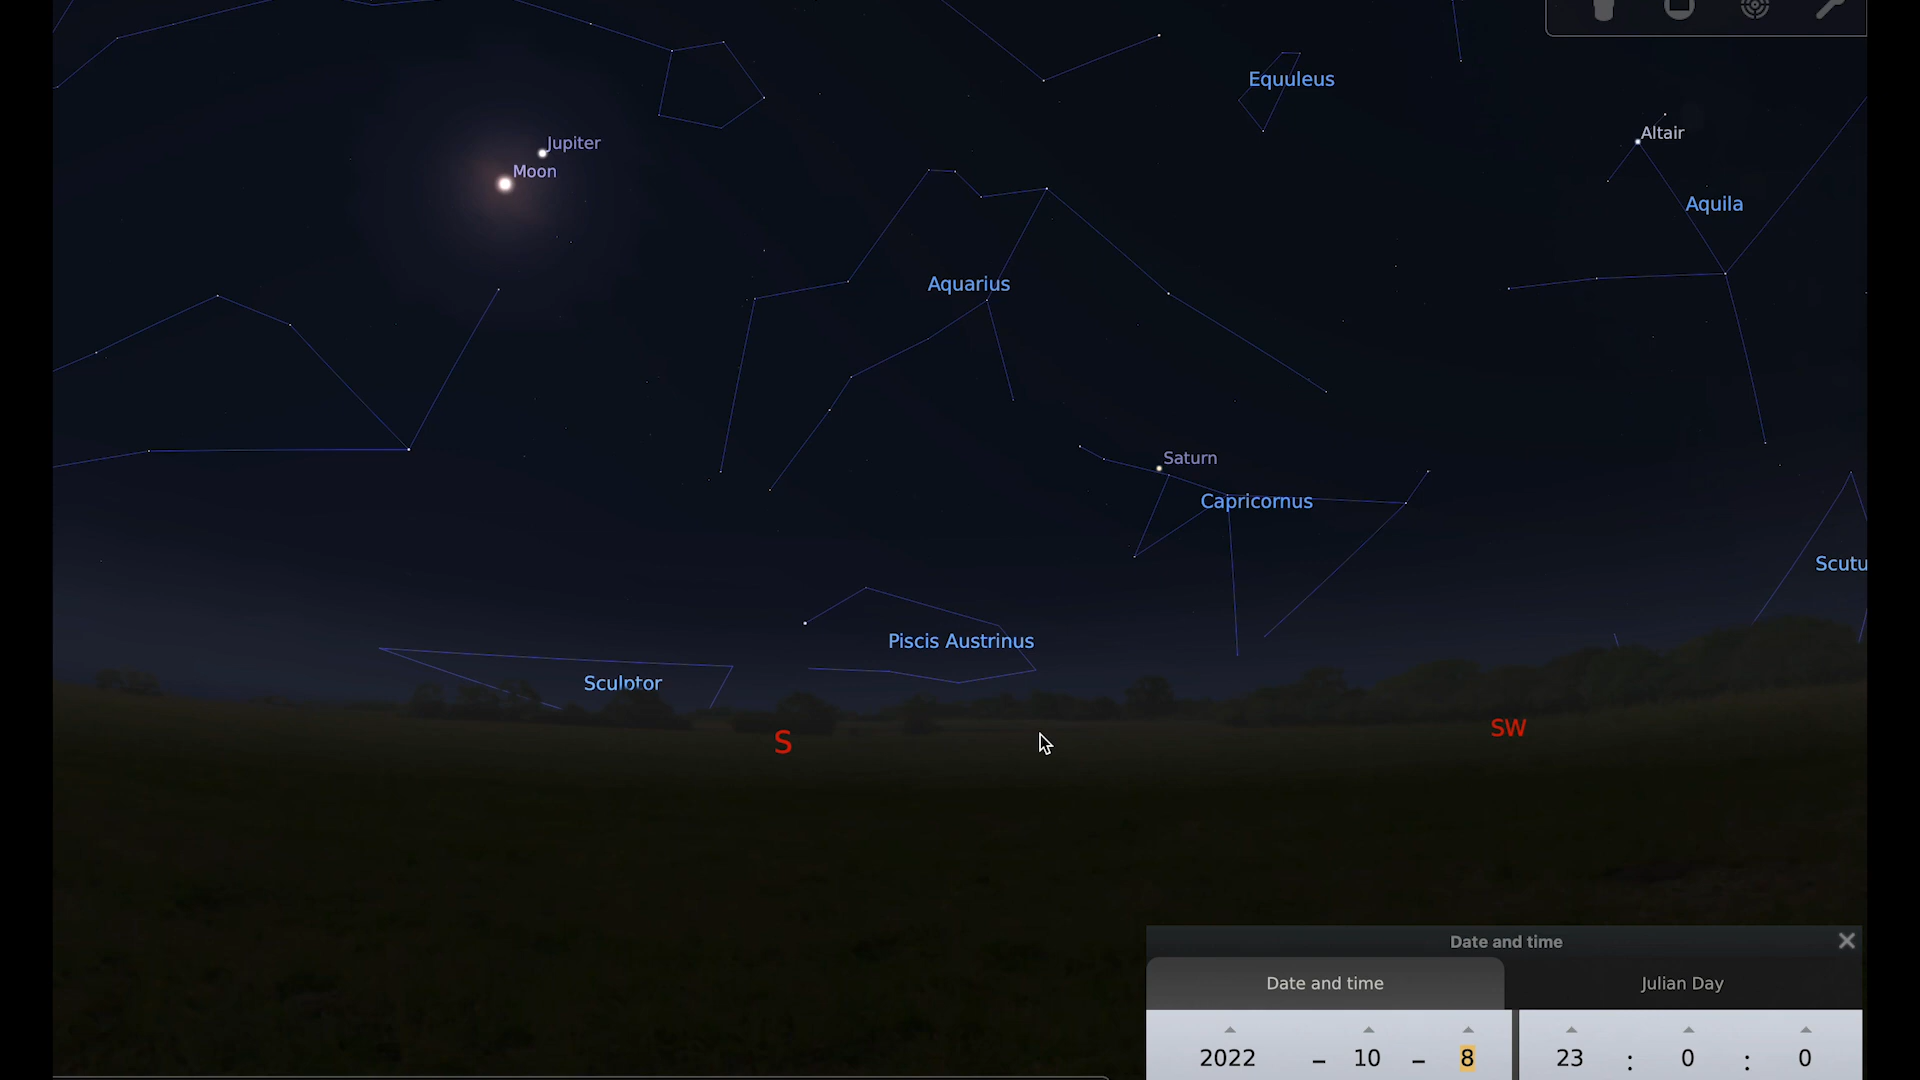 Equuleus
Altair
Jupiter
Moon
Aquila
Aquarius
Saturn
Capricornus
Scutu
Piscis Austrinus
Sculptor
S
SW
Date and time
Date and time
Julian Day
2022 - 10 - 8
23 : 0 : 0